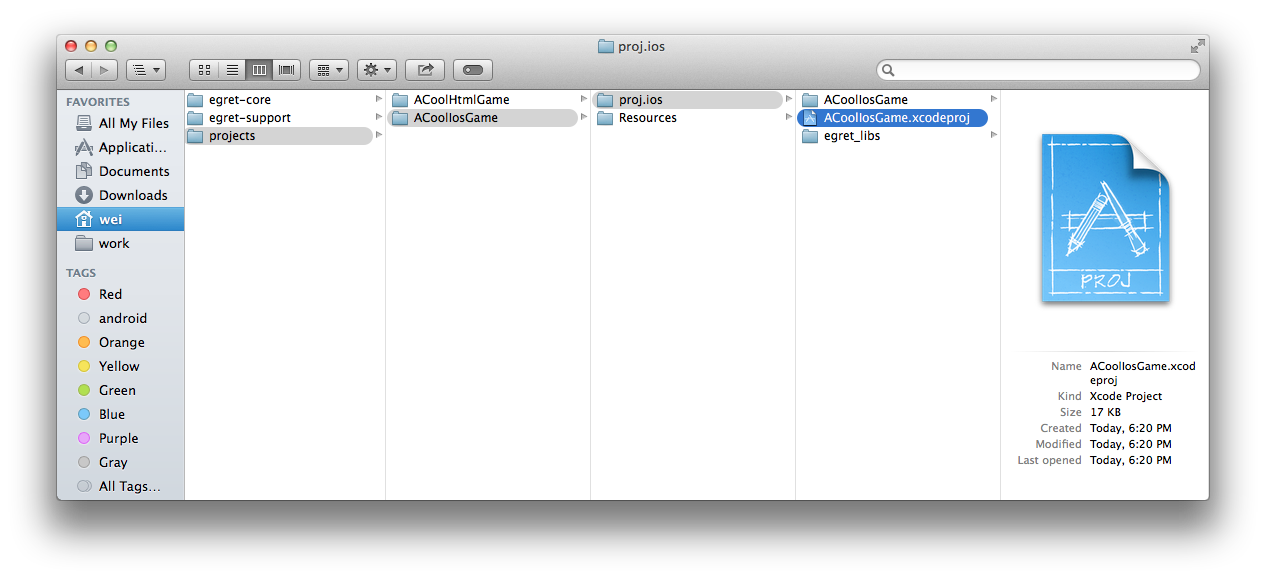 proj.ios
FAVORITES
All My Files
Applicati...
Documents
Downloads
wei
work
TAGS
Red
android
Orange
Yellow
Green
Blue
Purple
Gray
All Tags...
egret-core
egret-support
projects
ACoolHtmlGame
ACoolIosGame
proj.ios
Resources
ACoolIosGame
ACoolIosGame.xcodeproj
egret_libs
PROJ
Name ACoolIosGame.xcod
eproj
Kind Xcode Project
Size 17 KB
Created Today, 6:20 PM
Modified Today, 6:20 PM
Last opened Today, 6:20 PM